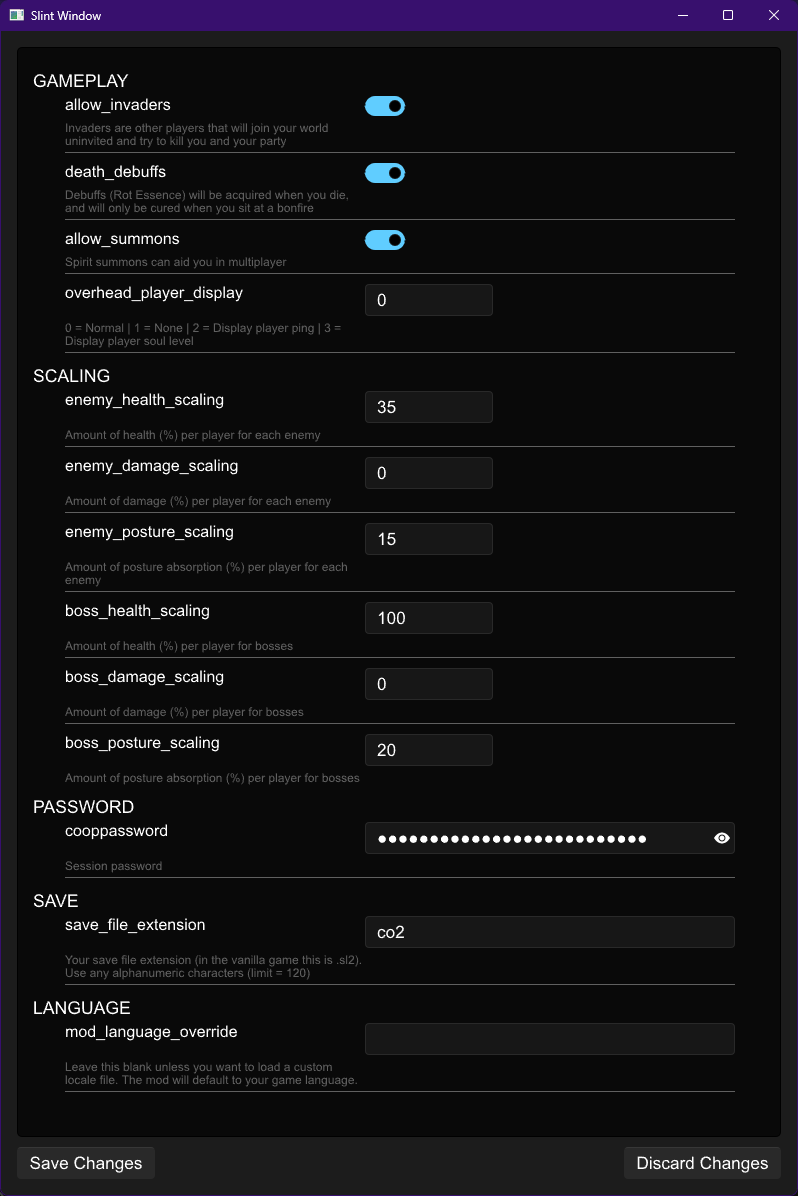 Slint Window
GAMEPLAY
allow_invaders
Invaders are other players that will join your world
uninvited and try to kill you and your party
death_debuffs
Debuffs (Rot Essence) will be acquired when you die,
and will only be cured when you sit at a bonfire
allow_summons
Spirit summons can aid you in multiplayer
overhead_player_display
0
0 = Normal | 1 = None | 2 = Display player ping | 3 =
Display player soul level
SCALING
enemy_health_scaling
35
Amount of health (%) per player for each enemy
enemy_damage_scaling
0
Amount of damage (%) per player for each enemy
enemy_posture_scaling
15
Amount of posture absorption (%) per player for each
enemy
boss_health_scaling
100
Amount of health (%) per player for bosses
boss_damage_scaling
0
Amount of damage (%) per player for bosses
boss_posture_scaling
20
Amount of posture absorption (%) per player for bosses
PASSWORD
cooppassword
●●●●●●●●●●●●●●●●●●●●●●●●●●
Session password
SAVE
save_file_extension
co2
Your save file extension (in the vanilla game this is .sl2).
Use any alphanumeric characters (limit = 120)
LANGUAGE
mod_language_override
Leave this blank unless you want to load a custom
locale file. The mod will default to your game language.
Save Changes
Discard Changes